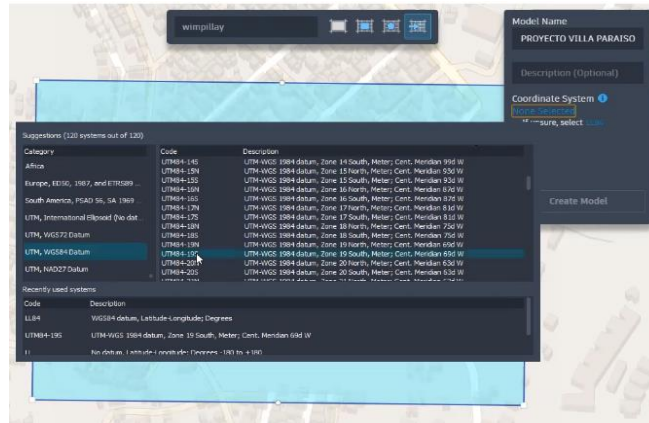 wimpillay
Model Name
PROYECTO VILLA PARAISO
Description (Optional)
Coordinate System
None Selected
If unsure, select
Create Model
Suggestions (120 systems out of 120)
Category
Africa
Europe, ED50, 1987, and ETRS89 ...
South America, PSAD 56, SA 1969 ...
UTM, International Ellipsoid (No dat...
UTM, WGS72 Datum
UTM, WGS84 Datum
UTM, NAD27 Datum
Code Description
UTM84-14S UTM-WGS 1984 datum, Zone 14 South, Meter; Cent. Meridian 99d W
UTM84-15N UTM-WGS 1984 datum, Zone 15 North, Meter; Cent. Meridian 93d W
UTM84-15S UTM-WGS 1984 datum, Zone 15 South, Meter; Cent. Meridian 93d W
UTM84-16N UTM-WGS 1984 datum, Zone 16 North, Meter; Cent. Meridian 87d W
UTM84-16S UTM-WGS 1984 datum, Zone 16 South, Meter; Cent. Meridian 87d W
UTM84-17N UTM-WGS 1984 datum, Zone 17 North, Meter; Cent. Meridian 81d W
UTM84-17S UTM-WGS 1984 datum, Zone 17 South, Meter; Cent. Meridian 81d W
UTM84-18N UTM-WGS 1984 datum, Zone 18 North, Meter; Cent. Meridian 75d W
UTM84-18S UTM-WGS 1984 datum, Zone 18 South, Meter; Cent. Meridian 75d W
UTM84-19N UTM-WGS 1984 datum, Zone 19 North, Meter; Cent. Meridian 69d W
UTM84-19S UTM-WGS 1984 datum, Zone 19 South, Meter; Cent. Meridian 69d W
UTM84-20N UTM-WGS 1984 datum, Zone 20 North, Meter; Cent. Meridian 63d W
UTM84-20S UTM-WGS 1984 datum, Zone 20 South, Meter; Cent. Meridian 63d W
Recently used systems
Code Description
LL84 WGS84 datum, Latitude-Longitude; Degrees
UTM84-19S UTM-WGS 1984 datum, Zone 19 South, Meter; Cent. Meridian 69d W
LL No datum, Latitude-Longitude; Degrees -180 to +180